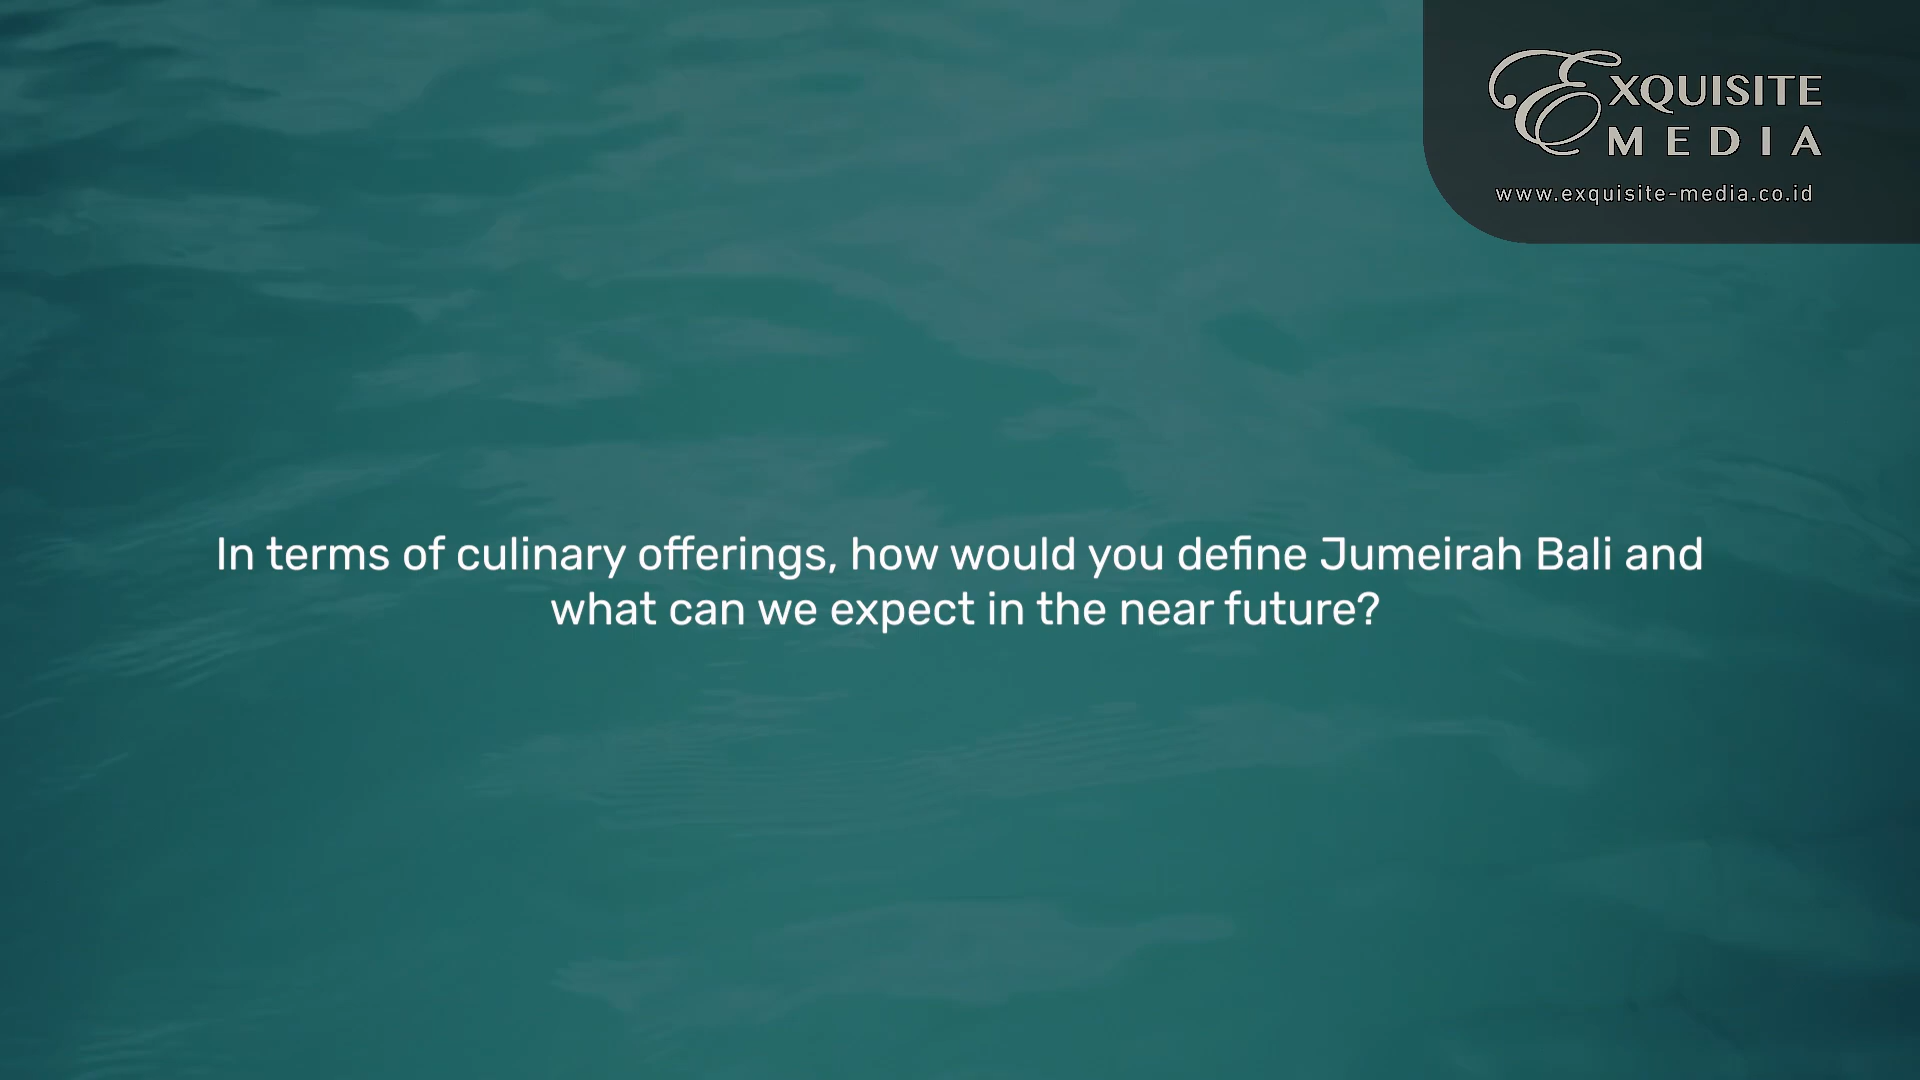 EXQUISITE
MEDIA
www.exquisite-media.co.id
In terms of culinary offerings, how would you define Jumeirah Bali and
what can we expect in the near future?